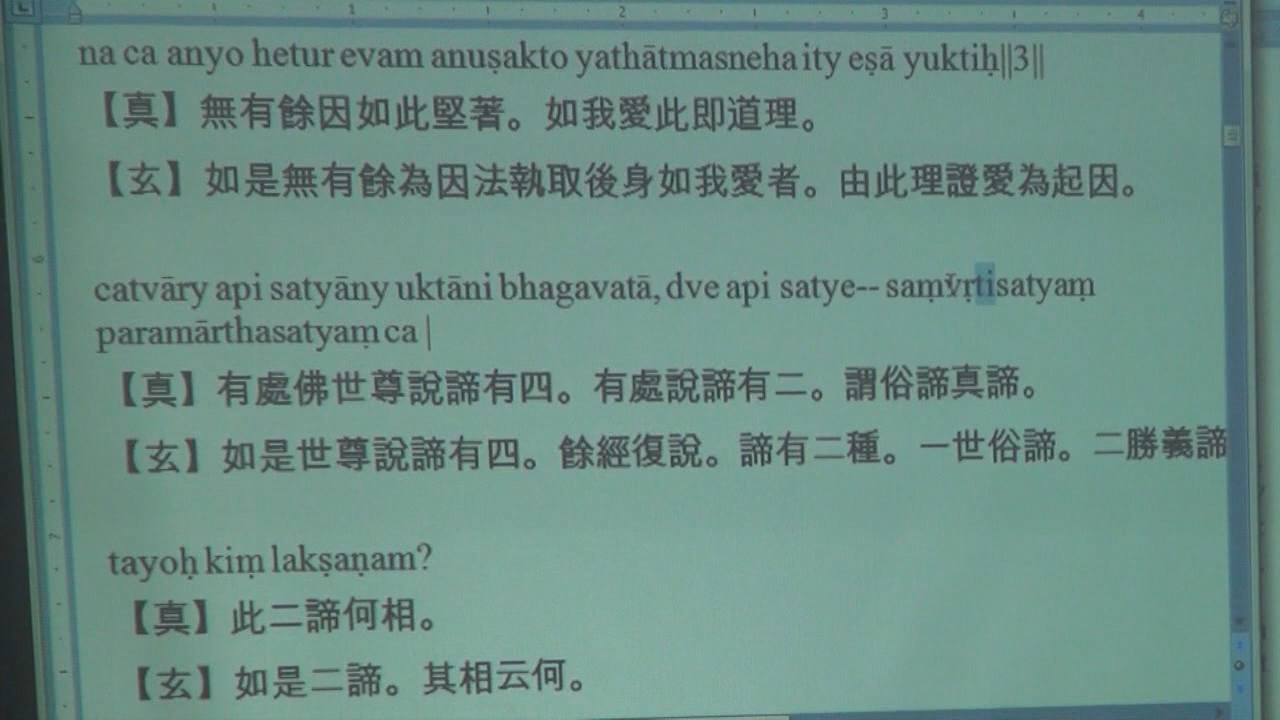 na ca anyo hetur evam anuṣakto yathātmasneha ity eṣā yuktiḥ||3||
【真】無有餘因如此堅著。如我愛此即道理。
【玄】如是無有餘為因法執取後身如我愛者。由此理證愛為起因。
catvāry api satyāny uktāni bhagavatā, dve api satye-- saṃvṛtisatyaṃ
paramārthasatyaṃ ca |
【真】有處佛世尊說諦有四。有處說諦有二。謂俗諦真諦。
【玄】如是世尊說諦有四。餘經復說。諦有二種。一世俗諦。二勝義諦
tayoḥ kiṃ lakṣaṇam?
【真】此二諦何相。
【玄】如是二諦。其相云何。